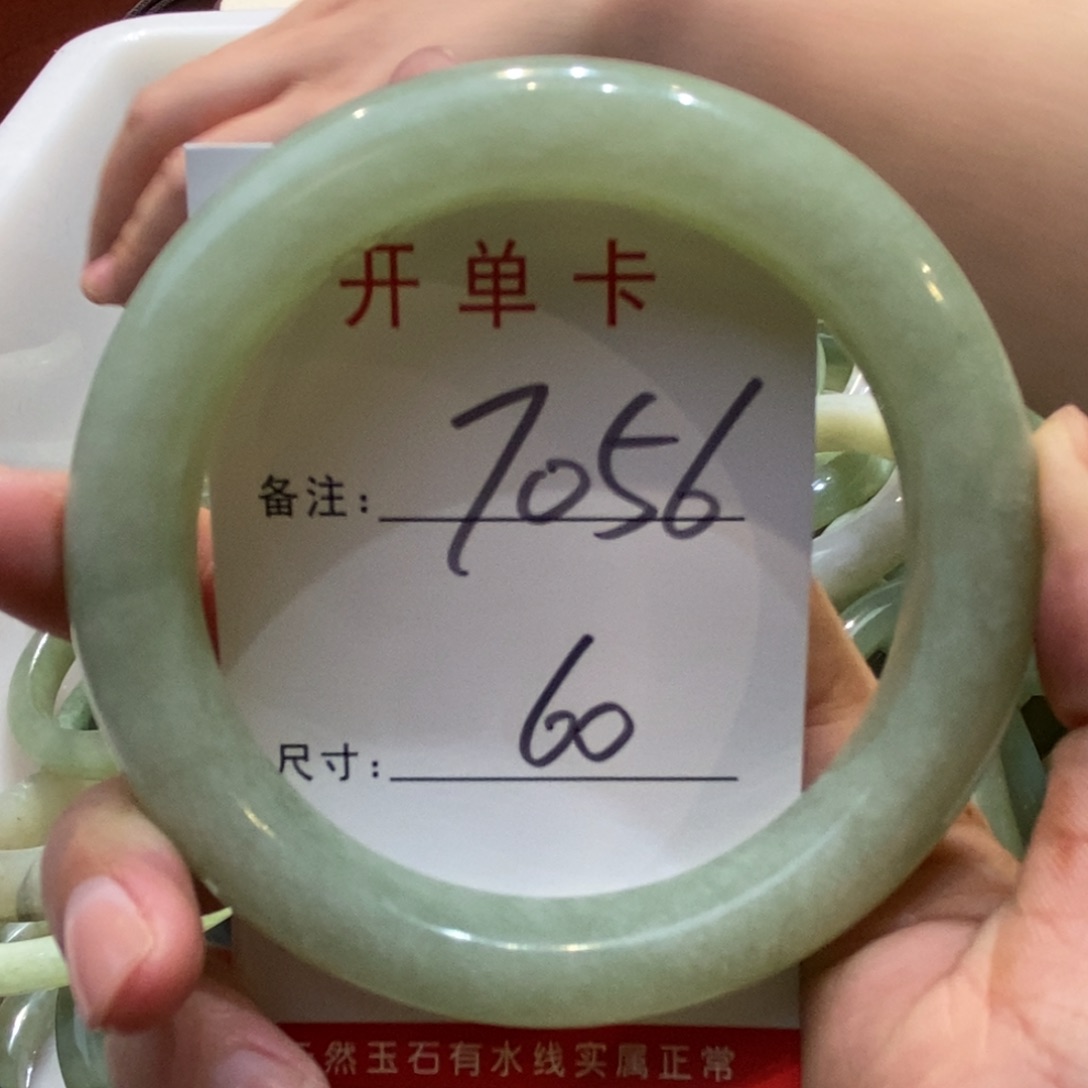 开单卡
备注: 7056
尺寸: 60
然玉石有水线实属正常